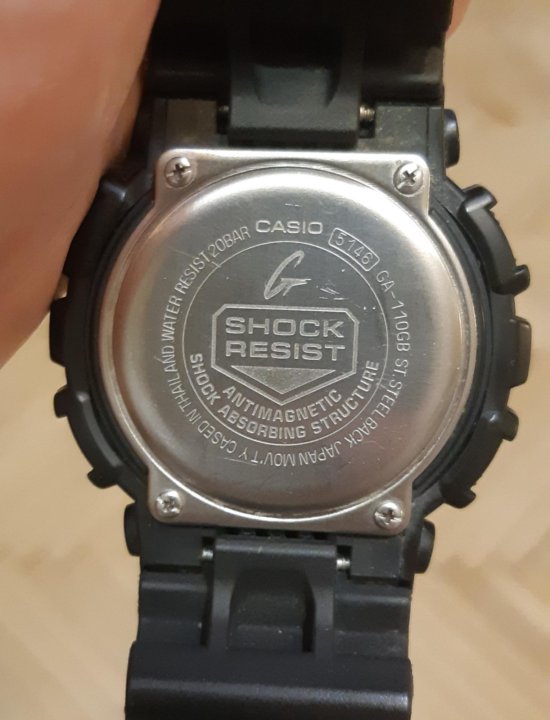 CASIO 5146 GA-110GB ST.STEEL BACK JAPAN MOV'T Y CASED IN THAILAND WATER RESIST 20BAR
G
SHOCK
RESIST
ANTIMAGNETIC
SHOCK ABSORBING STRUCTURE